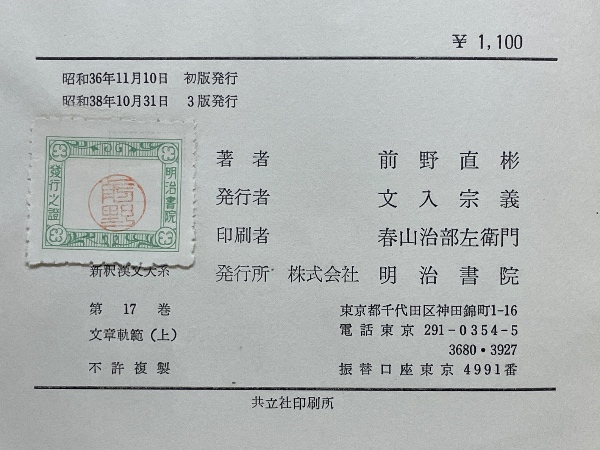 ¥ 1,100
昭和36年11月10日 初版発行
昭和38年10月31日 3版発行
明治書院
發行之證
前野
著者 前野直彬
発行者 文入宗義
印刷者 春山治部左衛門
発行所 株式会社 明治書院
新釈漢文大系
第17巻
文章軌範(上)
不許複製
東京都千代田区神田錦町1-16
電話東京 291-0354-5
3680・3927
振替口座東京 4991番
共立社印刷所